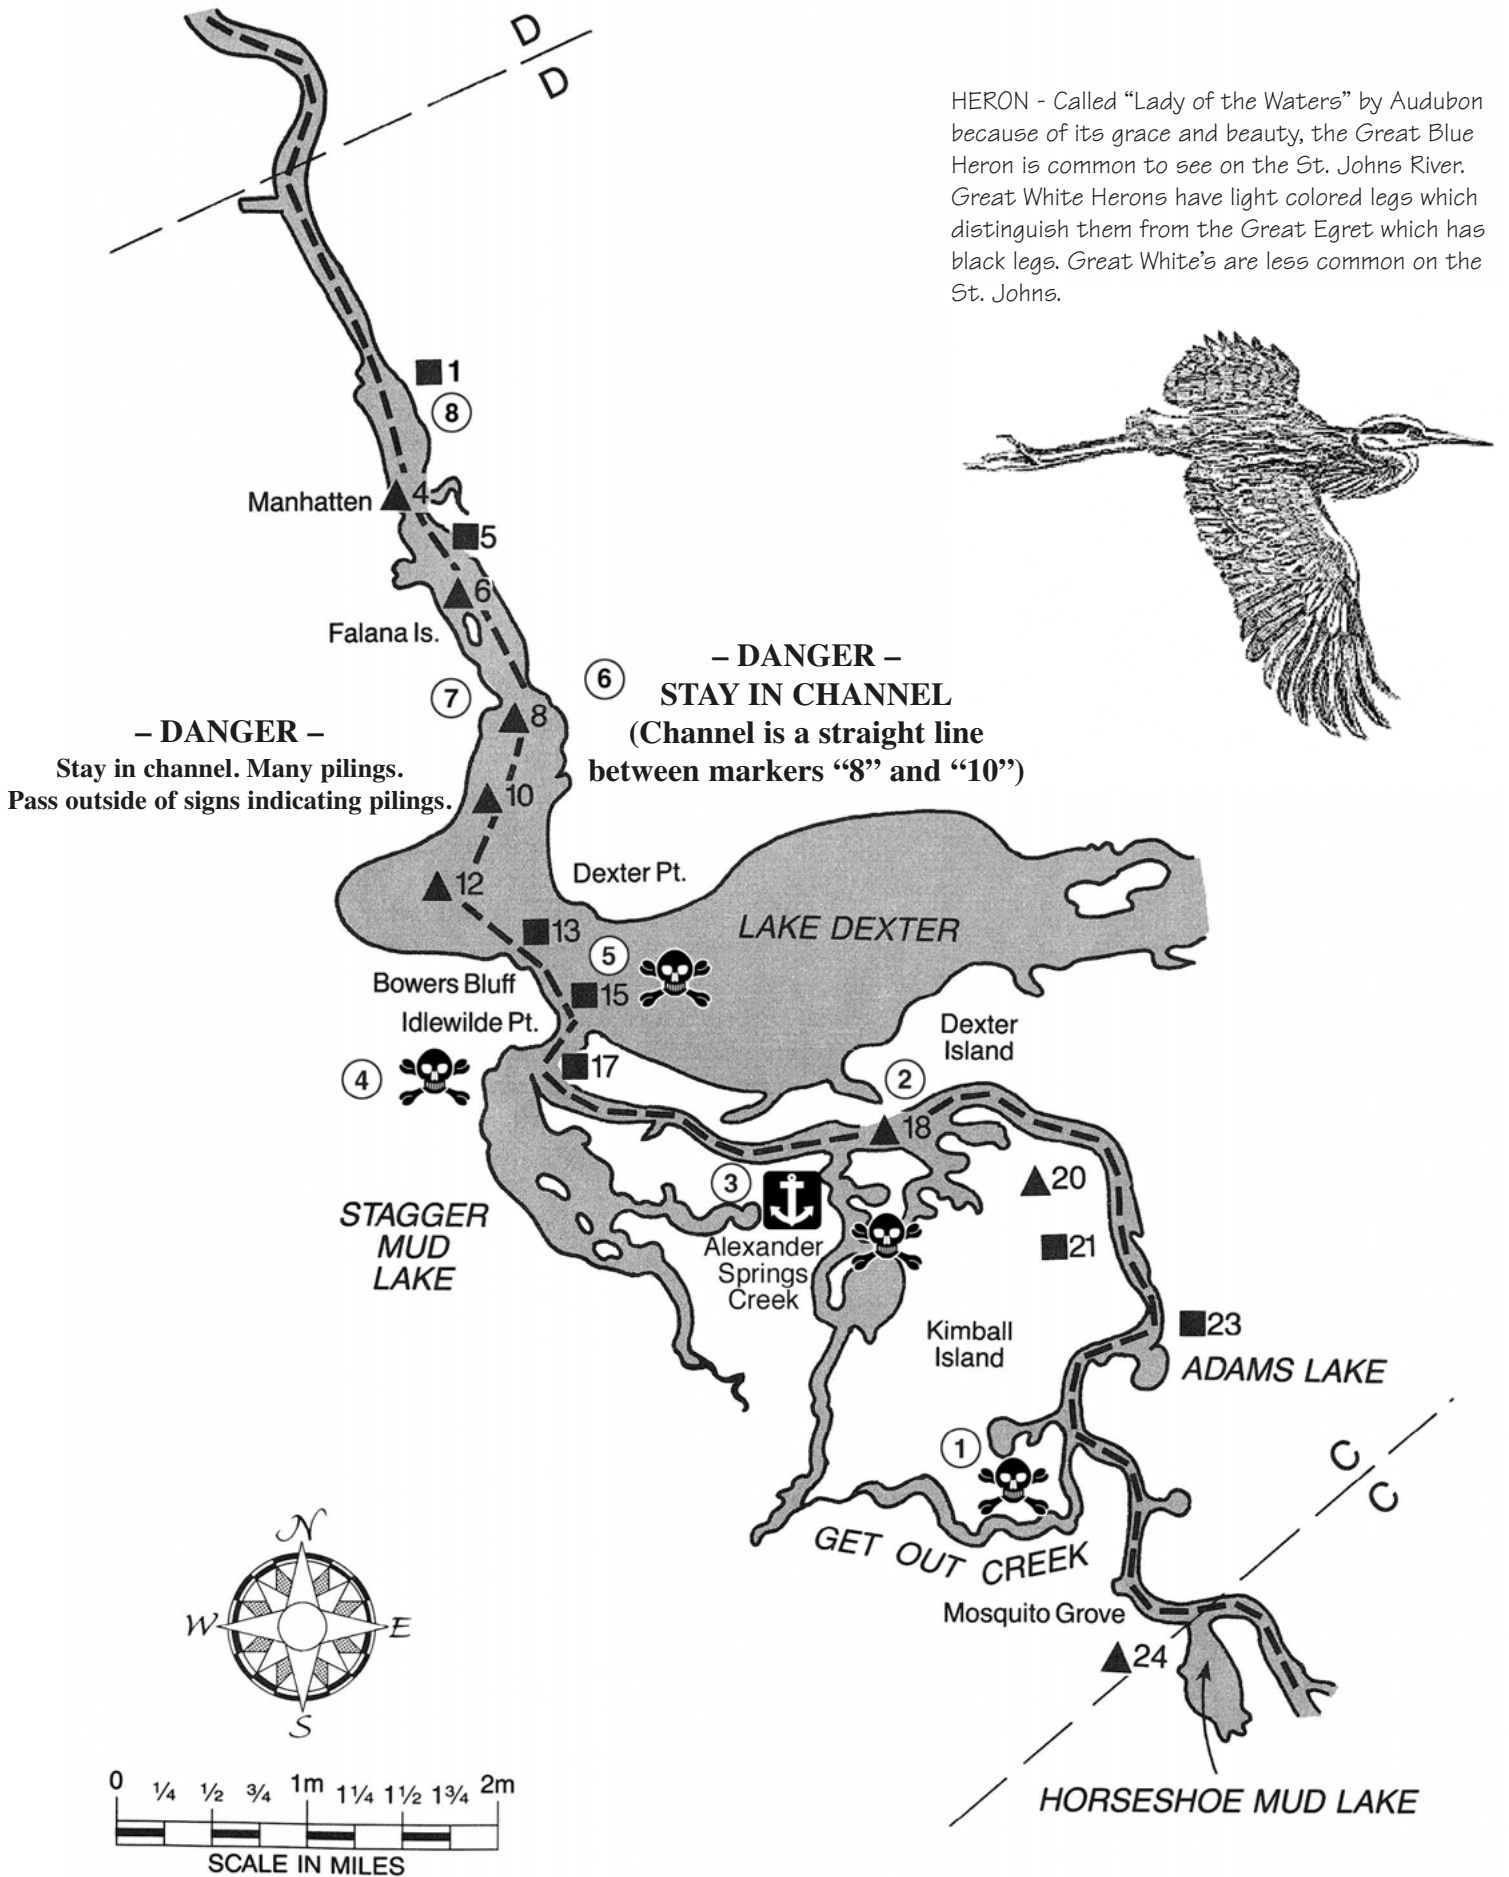 D
D
HERON - Called “Lady of the Waters” by Audubon
because of its grace and beauty, the Great Blue
Heron is common to see on the St. Johns River.
Great White Herons have light colored legs which
distinguish them from the Great Egret which has
black legs. Great White’s are less common on the
St. Johns.
1
8
Manhatten
4
5
6
Falana Is.
7
6
– DANGER –
STAY IN CHANNEL
(Channel is a straight line
between markers “8” and “10”)
8
– DANGER –
Stay in channel. Many pilings.
Pass outside of signs indicating pilings.
10
12
Dexter Pt.
LAKE DEXTER
13
5
Bowers Bluff
15
Idlewilde Pt.
Dexter
Island
4
17
2
18
3
20
STAGGER
MUD
LAKE
Alexander
Springs
Creek
21
Kimball
Island
23
ADAMS LAKE
1
C
C
GET OUT CREEK
Mosquito Grove
24
HORSESHOE MUD LAKE
N
W
E
S
0 ¼ ½ ¾ 1m 1¼ 1½ 1¾ 2m
SCALE IN MILES